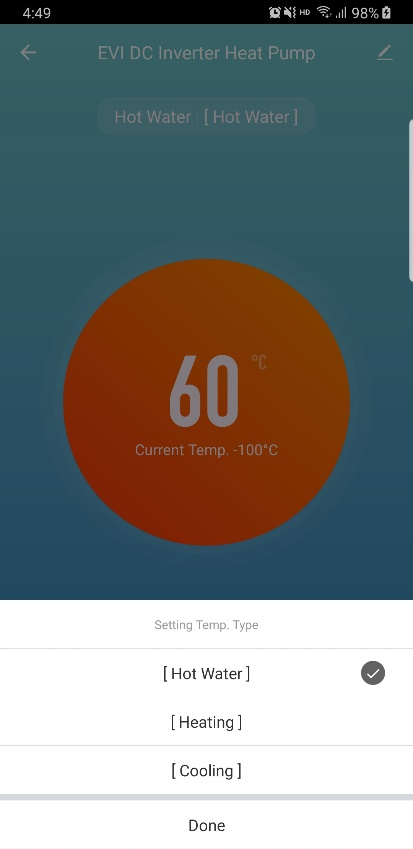 4:49 HD 98%
EVI DC Inverter Heat Pump
Hot Water [ Hot Water ]
60 °C
Current Temp. -100°C
Setting Temp. Type
[ Hot Water ]
[ Heating ]
[ Cooling ]
Done